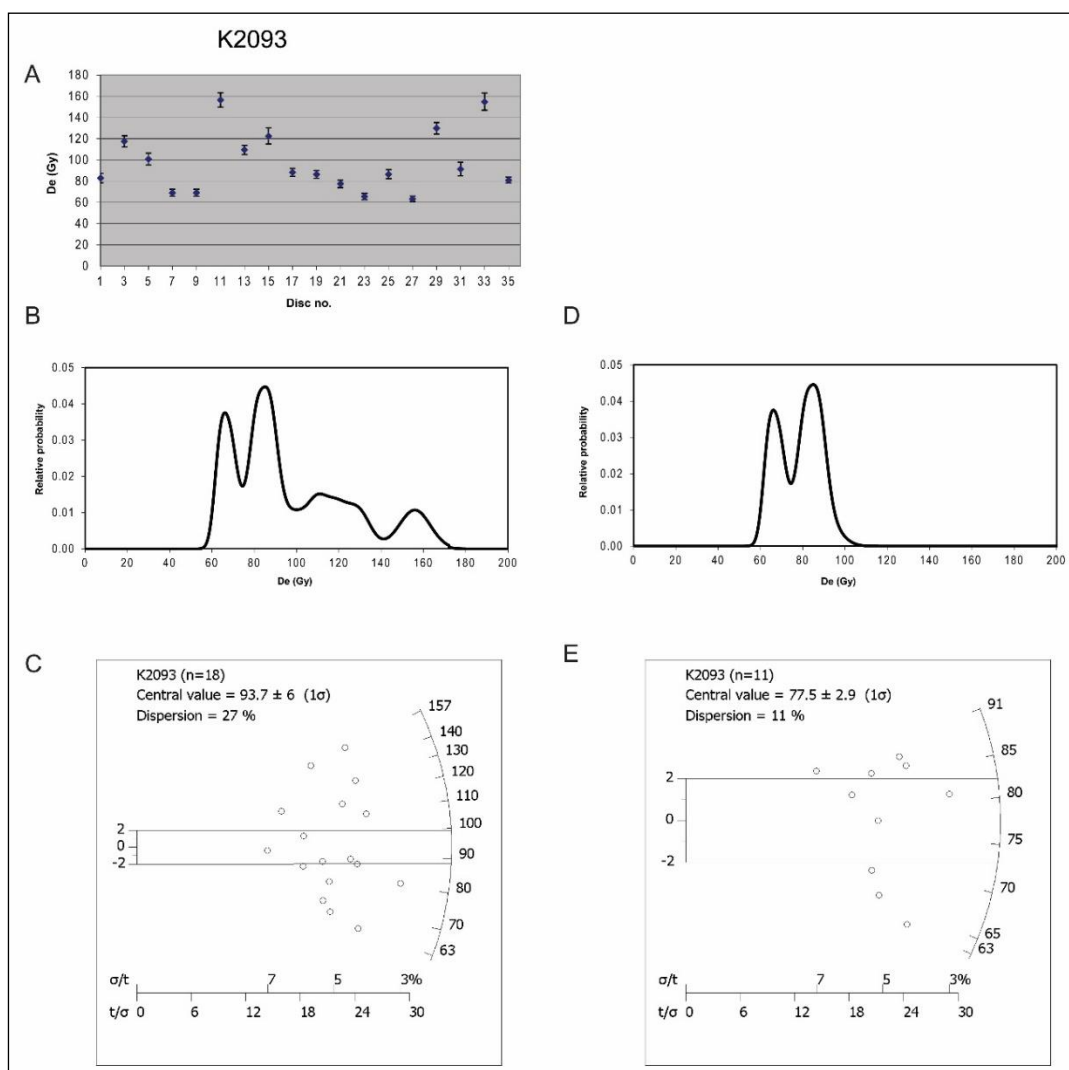 K2093
A
180
160
140
120
100
80
60
40
20
0
De (Gy)
1 3 5 7 9 11 13 15 17 19 21 23 25 27 29 31 33 35
Disc no.
B
0.05
0.04
0.03
0.02
0.01
0.00
Relative probability
0 20 40 60 80 100 120 140 160 180 200
De (Gy)
D
0.05
0.04
0.03
0.02
0.01
0.00
Relative probability
0 20 40 60 80 100 120 140 160 180 200
De (Gy)
C
K2093 (n=18)
Central value = 93.7 ± 6 (1σ)
Dispersion = 27 %
157
140
130
120
110
100
90
80
70
63
2
0
-2
σ/t 7 5 3%
t/σ 0 6 12 18 24 30
E
K2093 (n=11)
Central value = 77.5 ± 2.9 (1σ)
Dispersion = 11 %
91
85
80
75
70
65
63
2
0
-2
σ/t 7 5 3%
t/σ 0 6 12 18 24 30